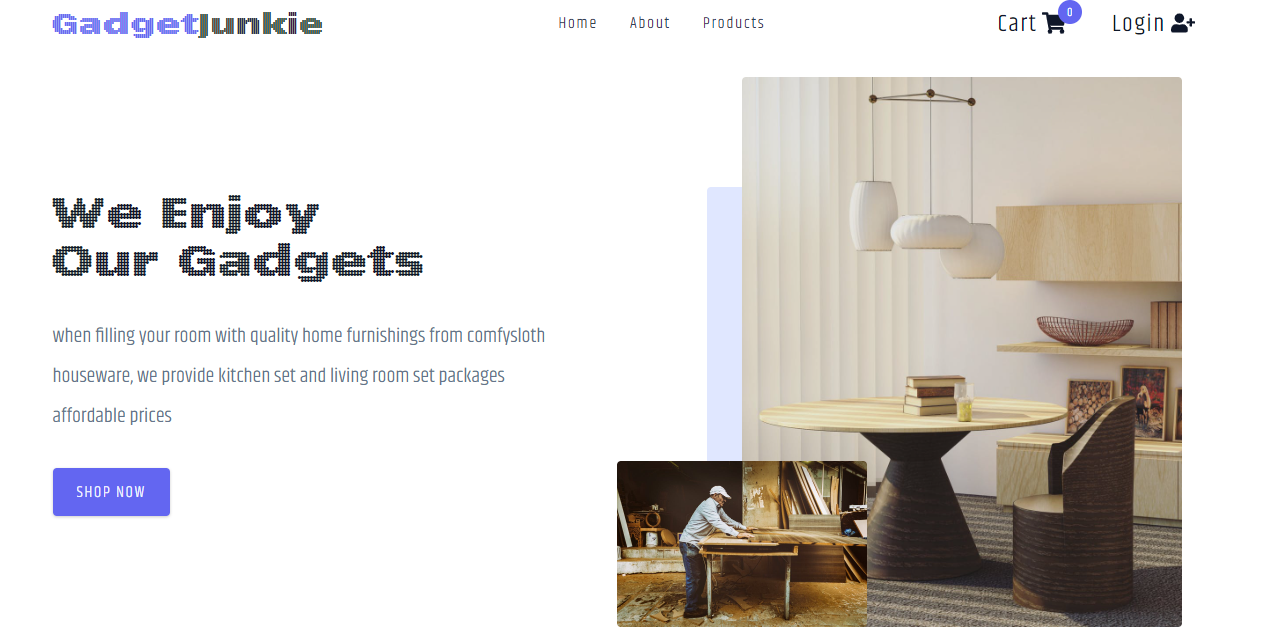 GadgetJunkie
Home About Products
Cart 0 Login
We Enjoy
Our Gadgets
when filling your room with quality home furnishings from comfysloth
houseware, we provide kitchen set and living room set packages
affordable prices
SHOP NOW